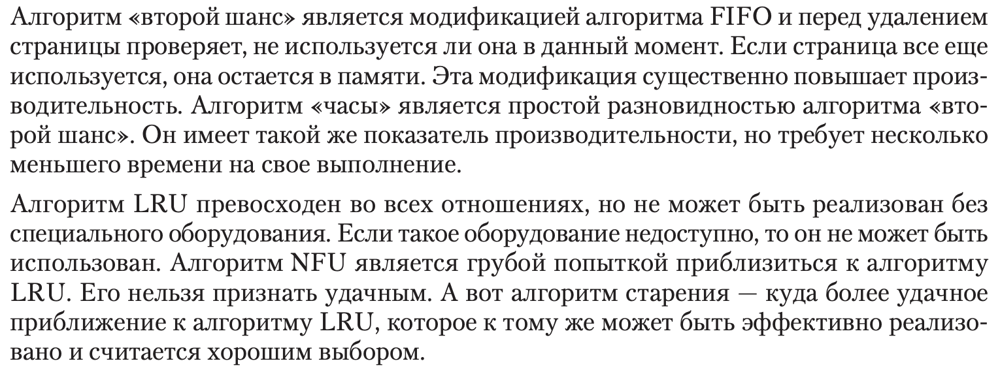 Алгоритм «второй шанс» является модификацией алгоритма FIFO и перед удалением
страницы проверяет, не используется ли она в данный момент. Если страница все еще
используется, она остается в памяти. Эта модификация существенно повышает произ-
водительность. Алгоритм «часы» является простой разновидностью алгоритма «вто-
рой шанс». Он имеет такой же показатель производительности, но требует несколько
меньшего времени на свое выполнение.
Алгоритм LRU превосходен во всех отношениях, но не может быть реализован без
специального оборудования. Если такое оборудование недоступно, то он не может быть
использован. Алгоритм NFU является грубой попыткой приблизиться к алгоритму
LRU. Его нельзя признать удачным. А вот алгоритм старения — куда более удачное
приближение к алгоритму LRU, которое к тому же может быть эффективно реализо-
вано и считается хорошим выбором.